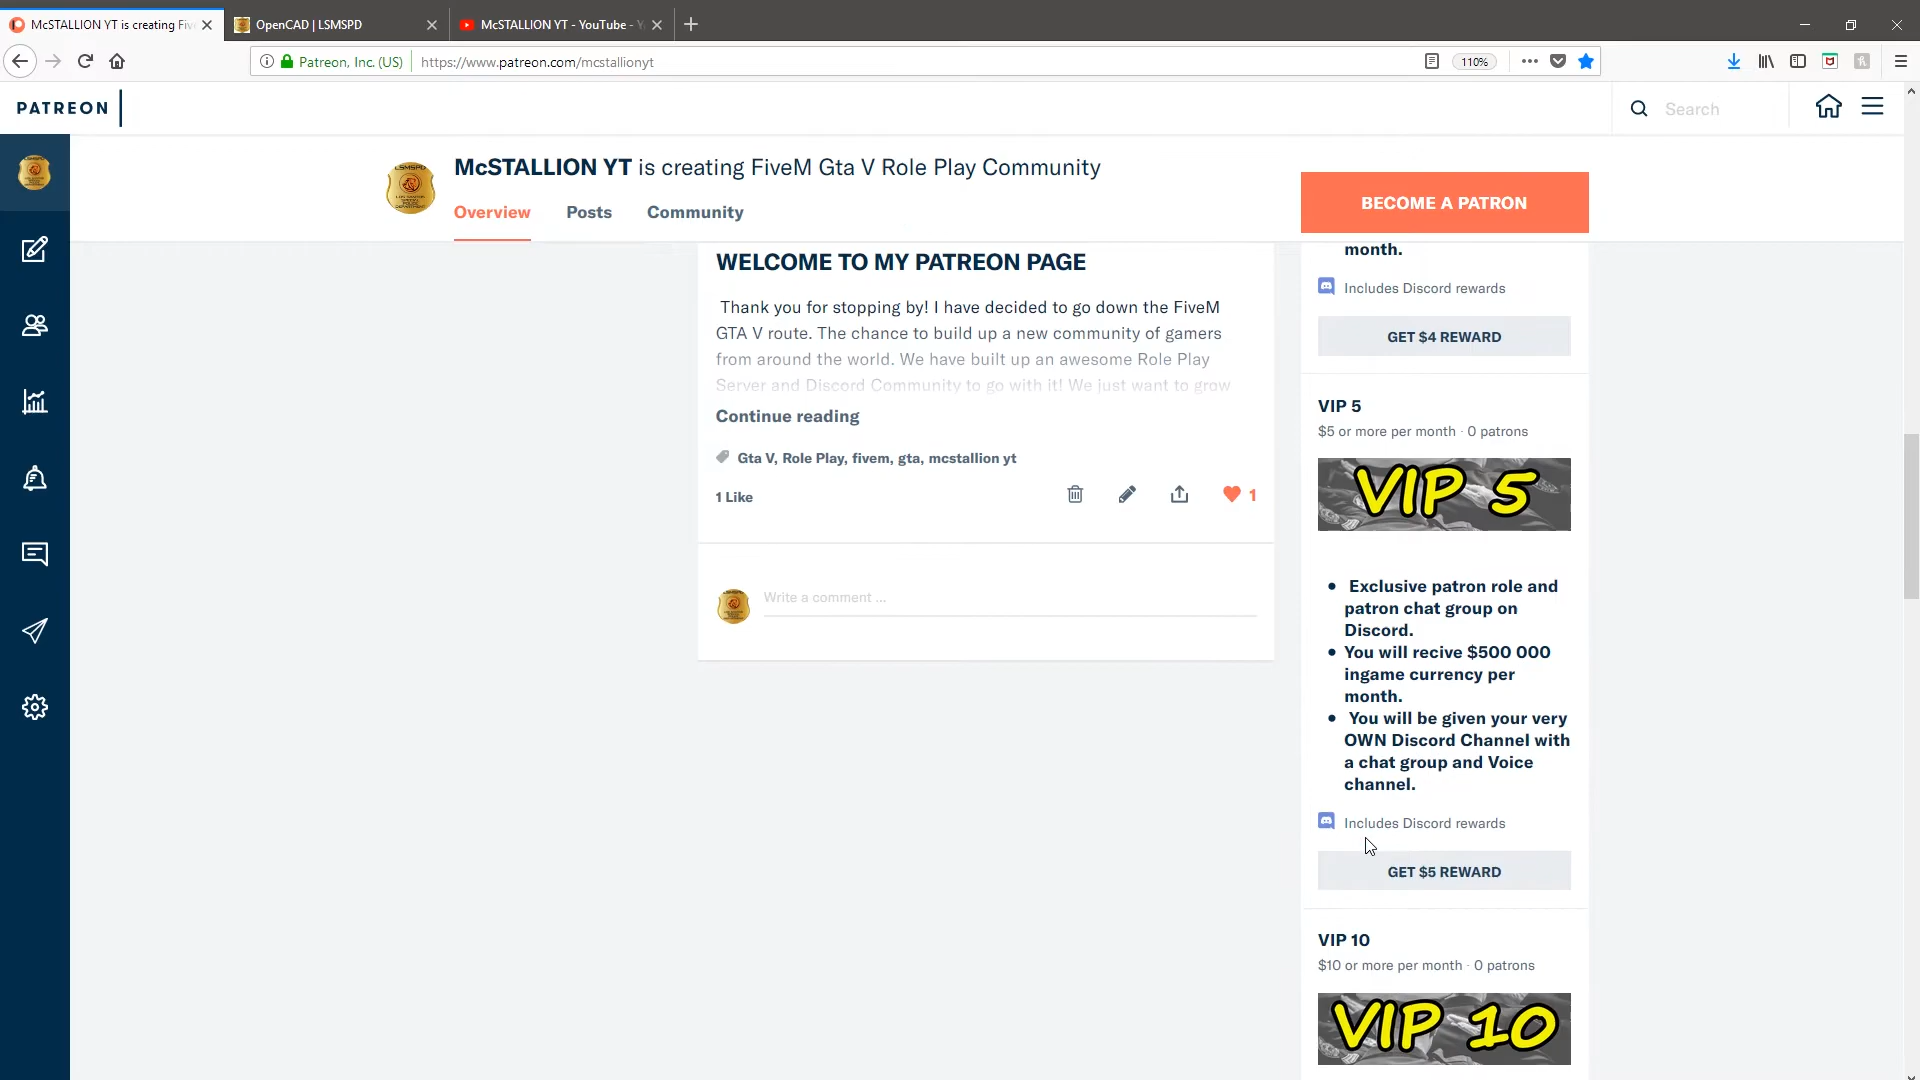 McSTALLION YT is creating Fiv
OpenCAD | LSMSPD
McSTALLION YT - YouTube - Y
Patreon, Inc. (US)
https://www.patreon.com/mcstallionyt
110%
PATREON
Search
McSTALLION YT is creating FiveM Gta V Role Play Community
Overview
Posts
Community
BECOME A PATRON
WELCOME TO MY PATREON PAGE
Thank you for stopping by! I have decided to go down the FiveM
GTA V route. The chance to build up a new community of gamers
from around the world. We have built up an awesome Role Play
Server and Discord Community to go with it! We just want to grow
Continue reading
Gta V, Role Play, fivem, gta, mcstallion yt
1 Like
1
Write a comment ...
month.
Includes Discord rewards
GET $4 REWARD
VIP 5
$5 or more per month · 0 patrons
VIP 5
• Exclusive patron role and
patron chat group on
Discord.
• You will recive $500 000
ingame currency per
month.
• You will be given your very
OWN Discord Channel with
a chat group and Voice
channel.
Includes Discord rewards
GET $5 REWARD
VIP 10
$10 or more per month · 0 patrons
VIP 10